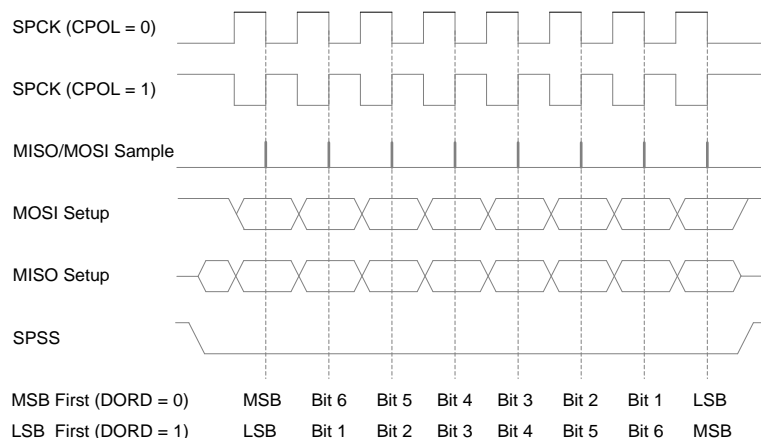 SPCK (CPOL = 0)
SPCK (CPOL = 1)
MISO/MOSI Sample
MOSI Setup
MISO Setup
SPSS
MSB First (DORD = 0) MSB Bit 6 Bit 5 Bit 4 Bit 3 Bit 2 Bit 1 LSB
LSB First (DORD = 1) LSB Bit 1 Bit 2 Bit 3 Bit 4 Bit 5 Bit 6 MSB